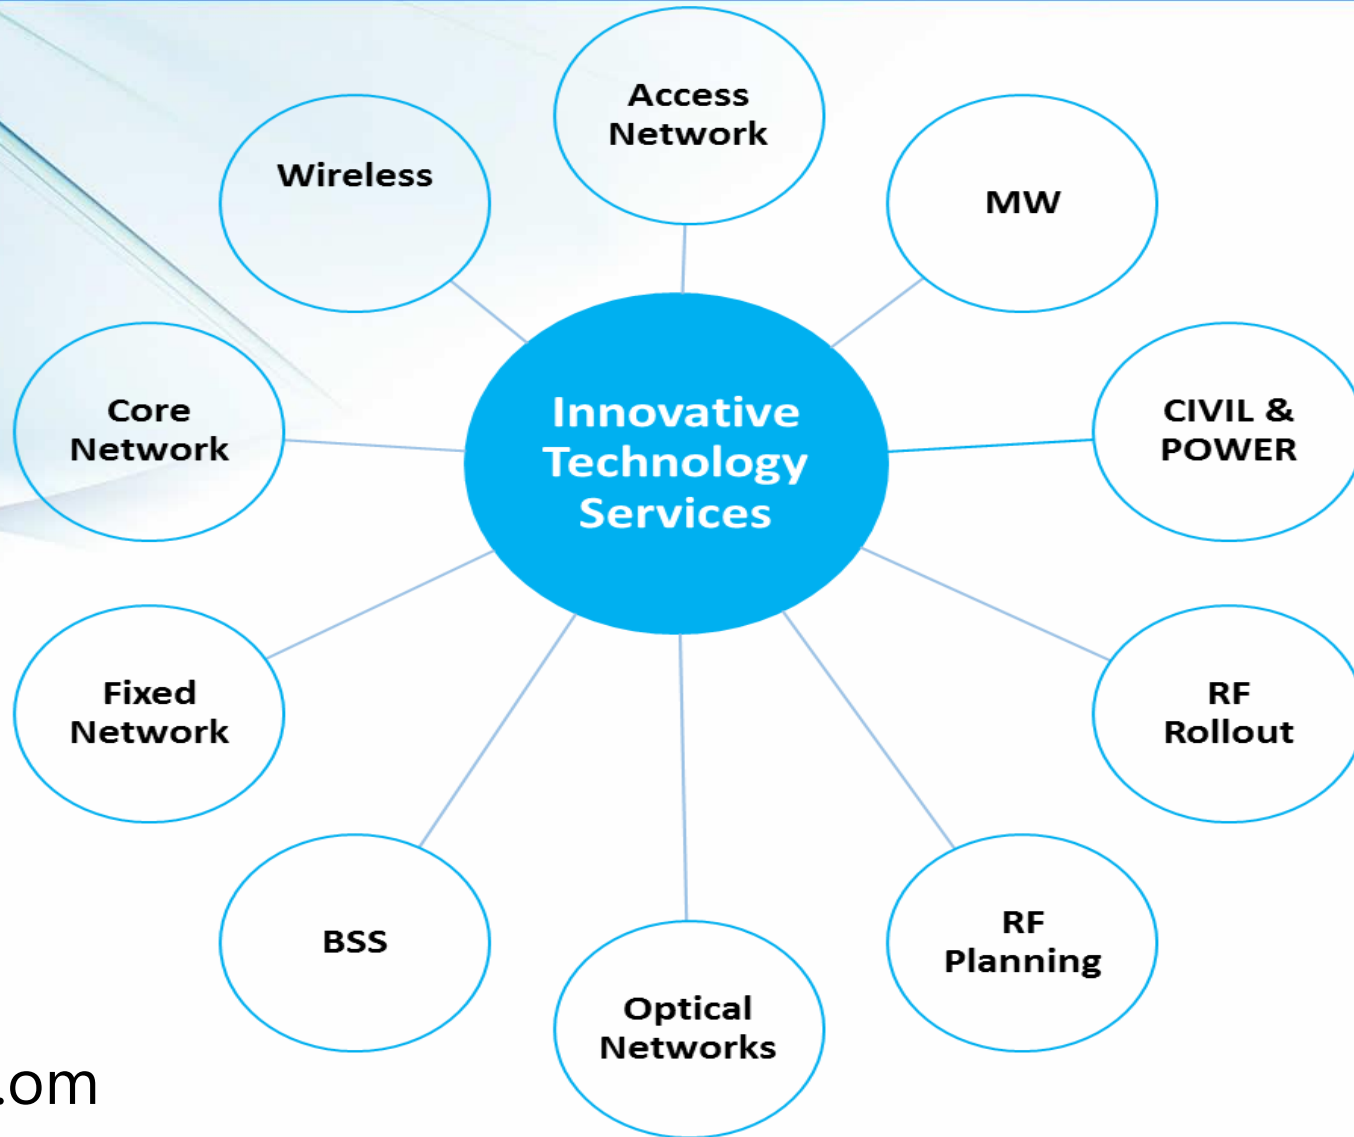 Access
Network
Wireless
MW
Innovative
Technology
Services
Core
Network
CIVIL &
POWER
Fixed
Network
RF
Rollout
BSS
RF
Planning
Optical
Networks
.om